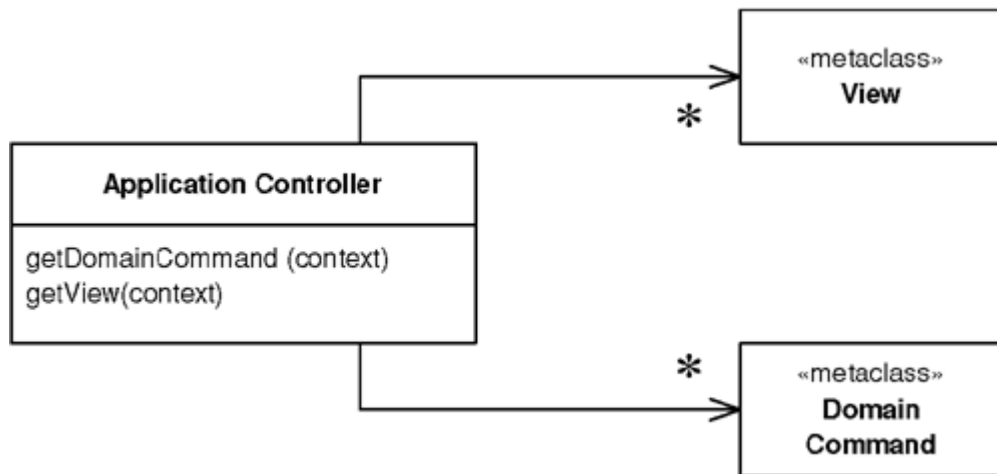 «metaclass»
View
*
Application Controller
getDomainCommand (context)
getView(context)
*
«metaclass»
Domain
Command